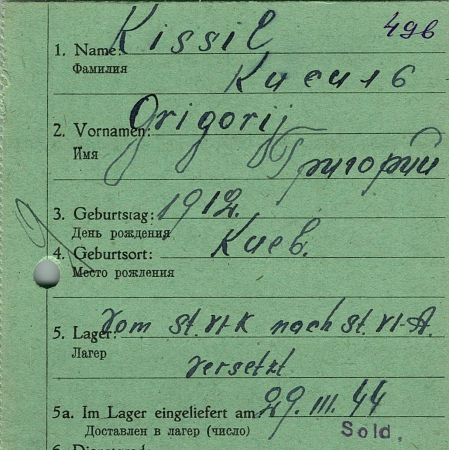 496
1. Name: Kissil
Фамилия
Кисиль
2. Vornamen: Grigorij
Имя
Григорий
3. Geburtstag: 1912.
День рождения
4. Geburtsort: Киев.
Место рождения
5. Lager: vom St. VI-K nach St. VI-A.
Лагерь
versetzt
5a. Im Lager eingeliefert am: 29. III. 44
Доставлен в лагерь (число)
Sold.